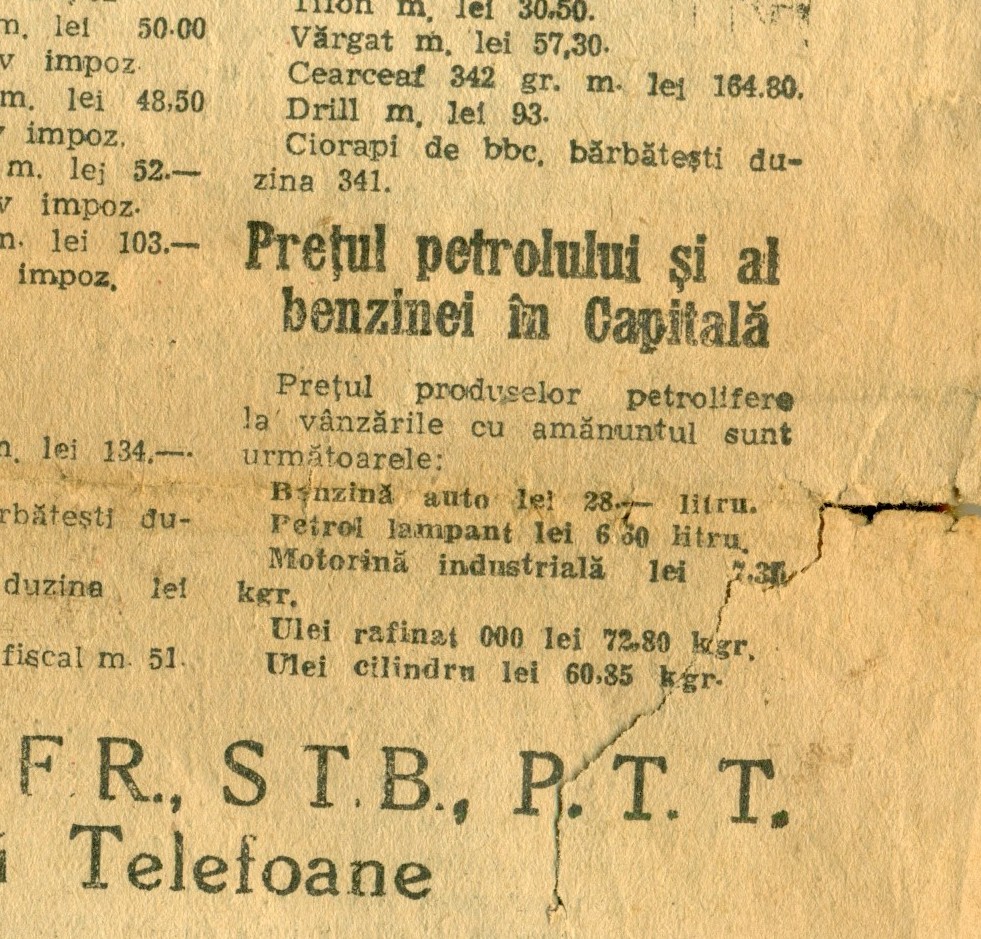 m. lei 50.00
v impoz.
m. lei 48,50
impoz.
m. lei 52.—
v impoz.
lei 103.—
impoz.
lei 134.—.
rbătești du-
duzina lei
fiscal m. 51.
m. lei 30.50.
Vărgat m. lei 57,30.
Cearceaf 342 gr. m. lei 164.80.
Drill m. lei 93.
Ciorapi de bbc. bărbătești du-
zina 341.
Prețul petrolului și al
benzinei în Capitală
Prețul produselor petrolifere
la vânzările cu amănuntul sunt
următoarele:
Benzină auto lei 28.— litru.
Petrol lampant lei litru.
Motorină industrială lei
kgr.
Ulei rafinat 000 lei 72.80 kgr.
Ulei cilindru lei 60,85 kgr.
F. R., S T. B., P. T. T.
Telefoane